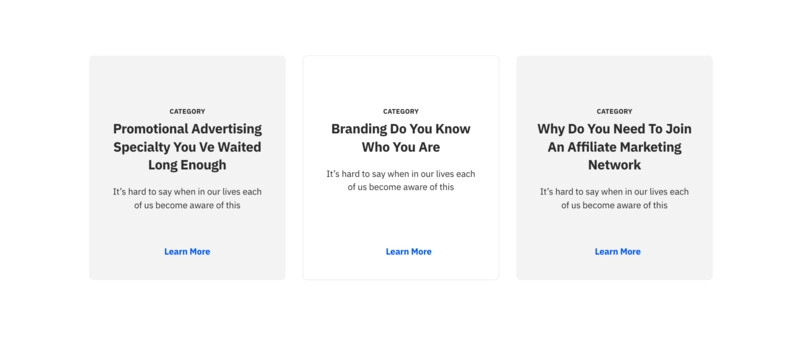 CATEGORY
Promotional Advertising
Specialty You Ve Waited
Long Enough
It's hard to say when in our lives each
of us become aware of this
Learn More
CATEGORY
Branding Do You Know
Who You Are
It's hard to say when in our lives each
of us become aware of this
Learn More
CATEGORY
Why Do You Need To Join
An Affiliate Marketing
Network
It's hard to say when in our lives each
of us become aware of this
Learn More